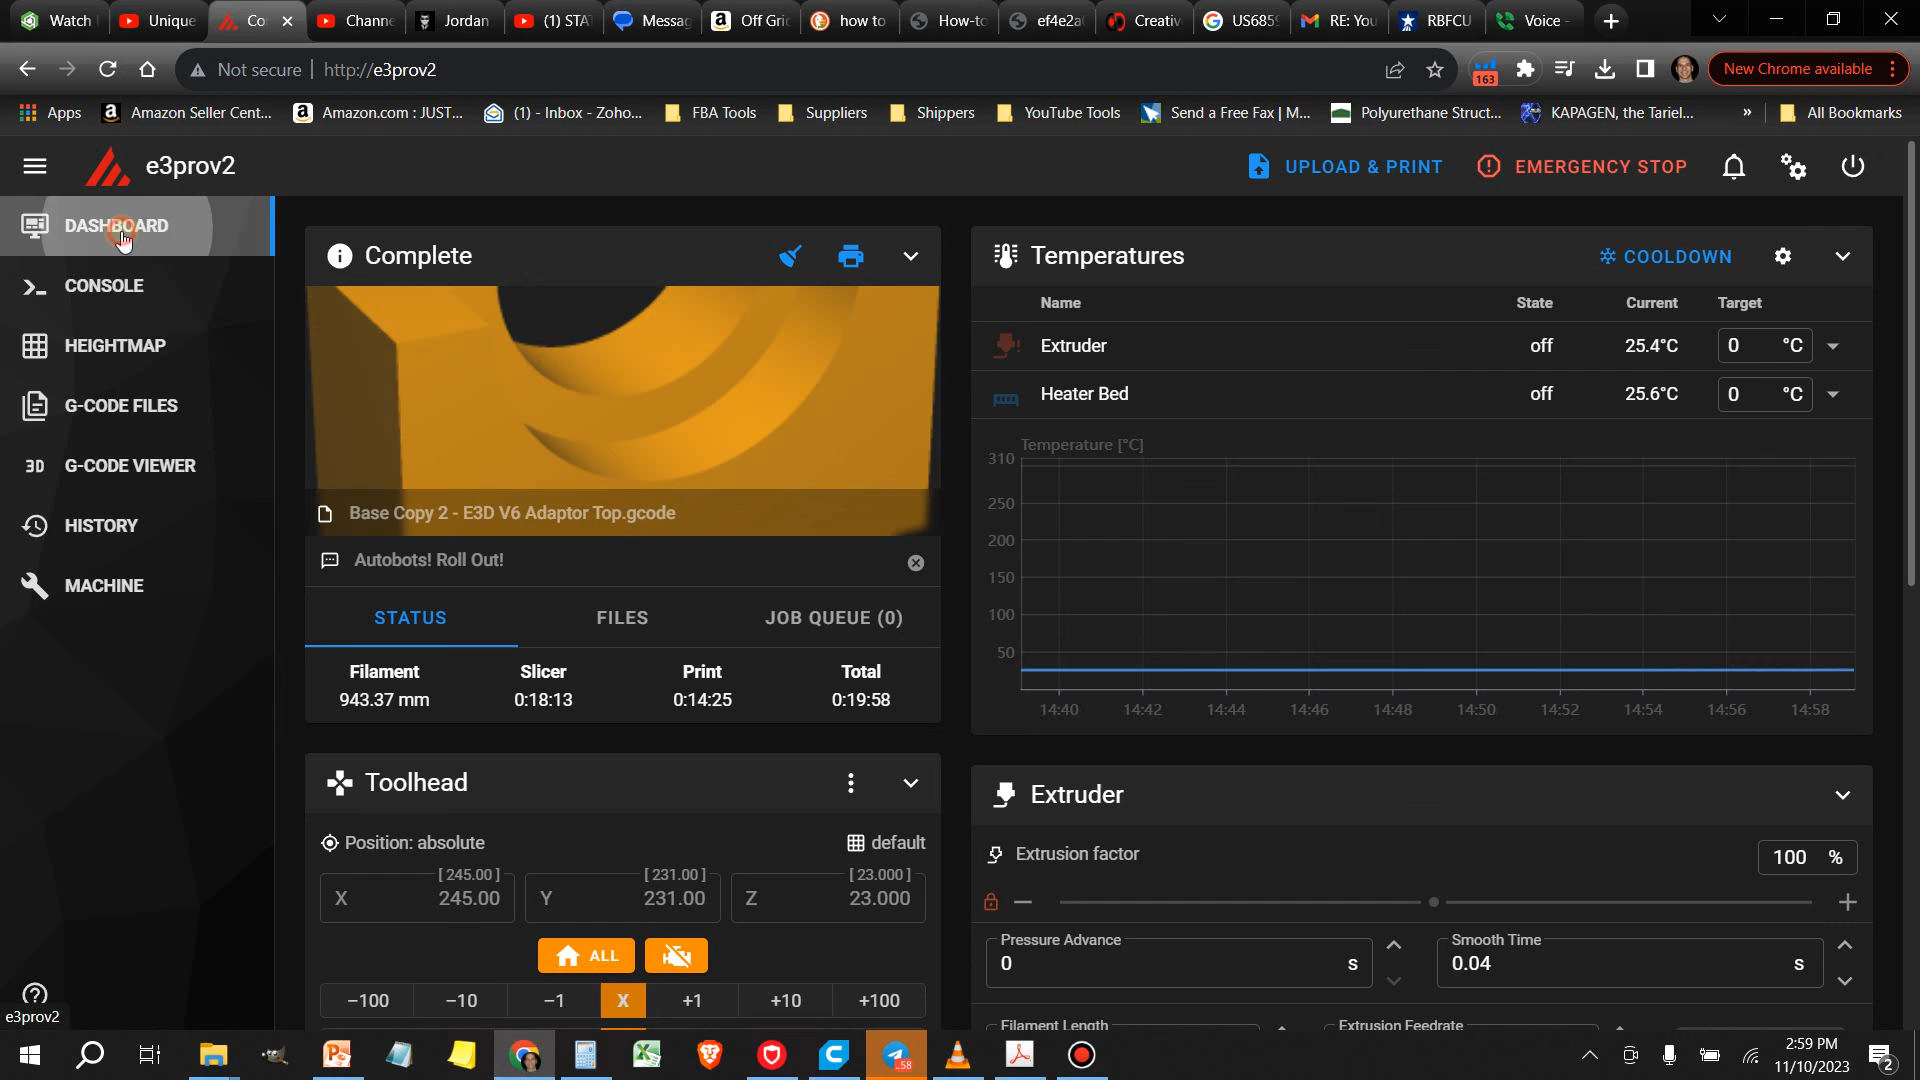 Watch
Unique
Co
Channe
Jordan
(1) STA
Messag
Off Gri
how to
How-to
ef4e2a
Creativ
US685
RE: You
RBFCU
Voice -
Not secure
http://e3prov2
163
New Chrome available
Apps
Amazon Seller Cent...
Amazon.com : JUST...
(1) - Inbox - Zoho...
FBA Tools
Suppliers
Shippers
YouTube Tools
Send a Free Fax | M...
Polyurethane Struct...
KAPAGEN, the Tariel...
»
All Bookmarks
e3prov2
UPLOAD & PRINT
EMERGENCY STOP
DASHBOARD
CONSOLE
HEIGHTMAP
G-CODE FILES
3D G-CODE VIEWER
HISTORY
MACHINE
e3prov2
Complete
Base Copy 2 - E3D V6 Adaptor Top.gcode
Autobots! Roll Out!
STATUS FILES JOB QUEUE (0)
Filament Slicer Print Total
943.37 mm 0:18:13 0:14:25 0:19:58
Toolhead
Position: absolute default
[ 245.00 ] [ 231.00 ] [ 23.000 ]
X 245.00 Y 231.00 Z 23.000
ALL
−100 −10 −1 X +1 +10 +100
Temperatures
COOLDOWN
Name State Current Target
Extruder off 25.4°C 0 °C
Heater Bed off 25.6°C 0 °C
Temperature [°C]
310
250
200
150
100
50
14:40 14:42 14:44 14:46 14:48 14:50 14:52 14:54 14:56 14:58
Extruder
Extrusion factor
100 %
Pressure Advance Smooth Time
0 s 0.04 s
Filament Length Extrusion Feedrate
..58
2:59 PM
11/10/2023
2